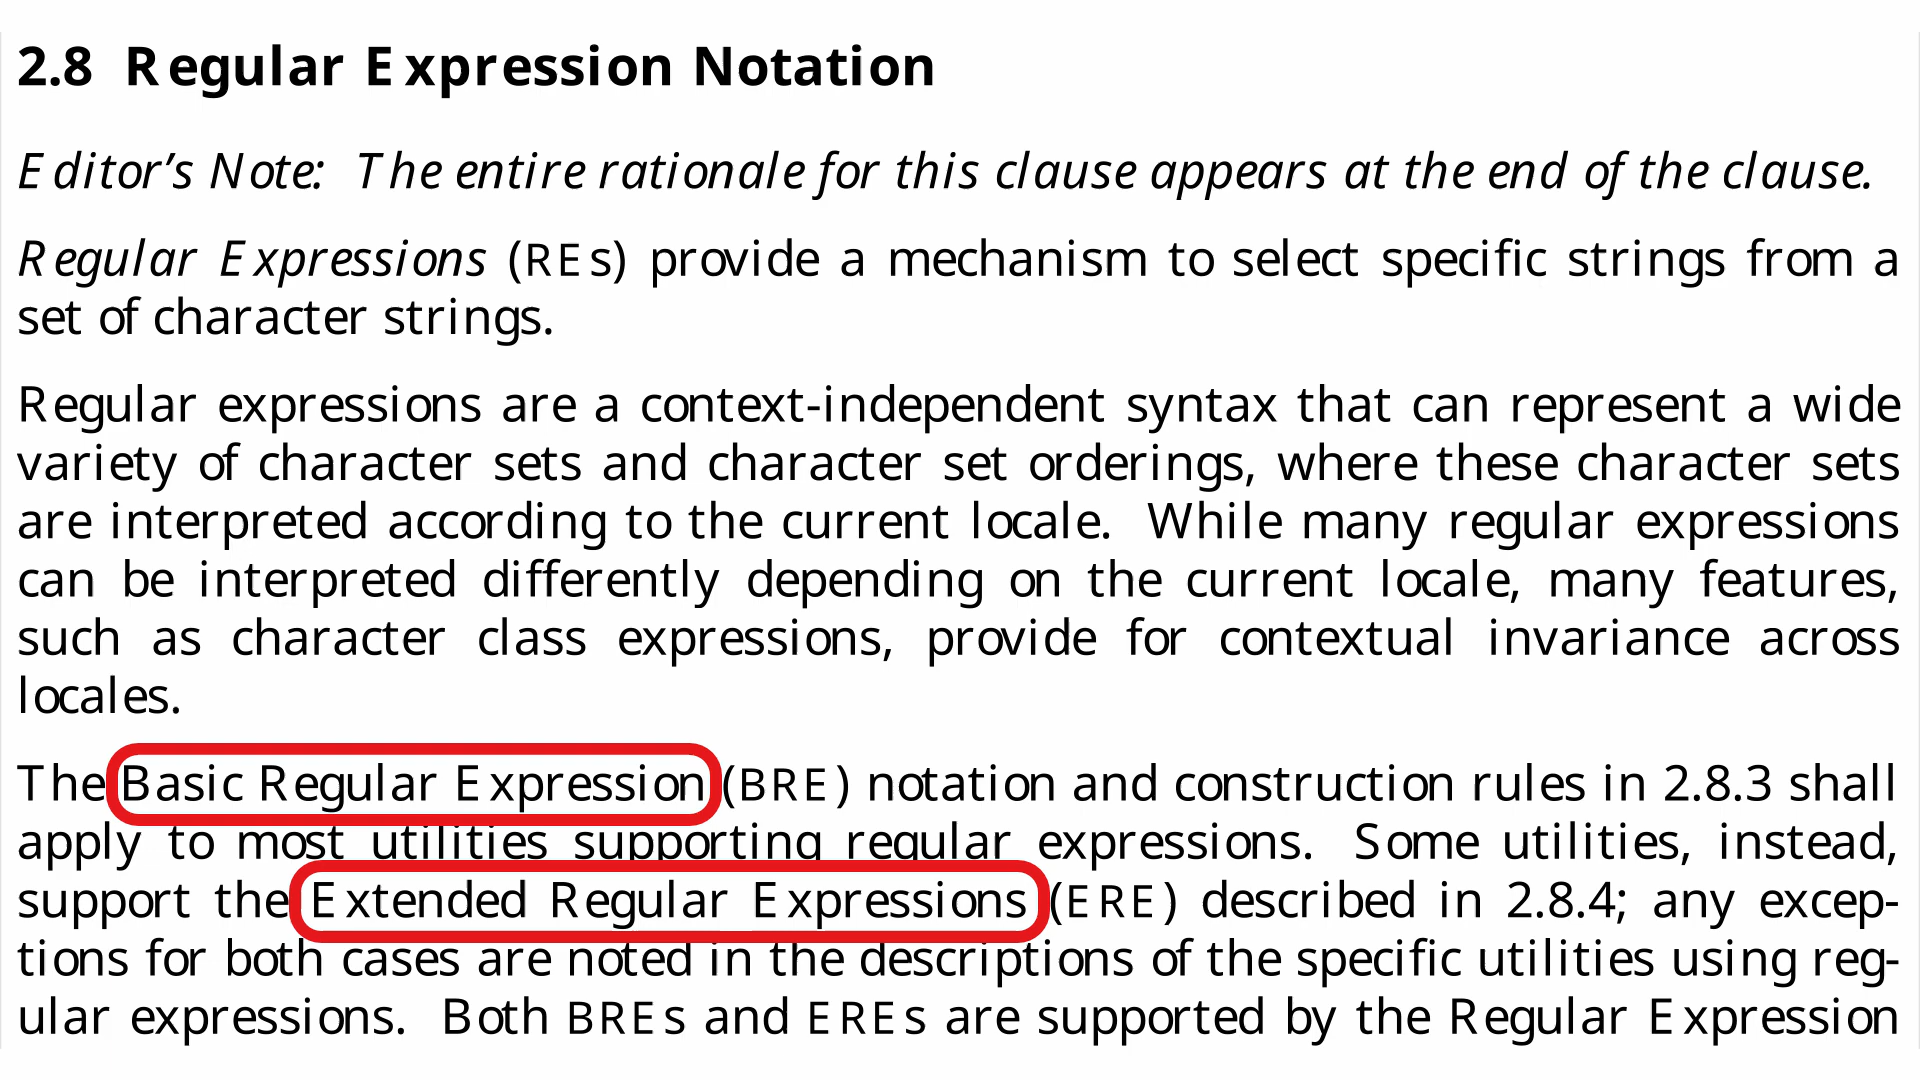 2.8 Regular Expression Notation
Editor’s Note: The entire rationale for this clause appears at the end of the clause.
Regular Expressions (REs) provide a mechanism to select specific strings from a
set of character strings.
Regular expressions are a context-independent syntax that can represent a wide
variety of character sets and character set orderings, where these character sets
are interpreted according to the current locale. While many regular expressions
can be interpreted differently depending on the current locale, many features,
such as character class expressions, provide for contextual invariance across
locales.
The Basic Regular Expression (BRE) notation and construction rules in 2.8.3 shall
apply to most utilities supporting regular expressions. Some utilities, instead,
support the Extended Regular Expressions (ERE) described in 2.8.4; any excep-
tions for both cases are noted in the descriptions of the specific utilities using reg-
ular expressions. Both BREs and EREs are supported by the Regular Expression